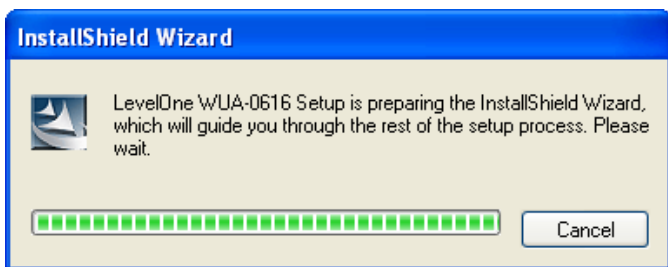 InstallShield Wizard
LevelOne WUA-0616 Setup is preparing the InstallShield Wizard,
which will guide you through the rest of the setup process. Please
wait.
Cancel